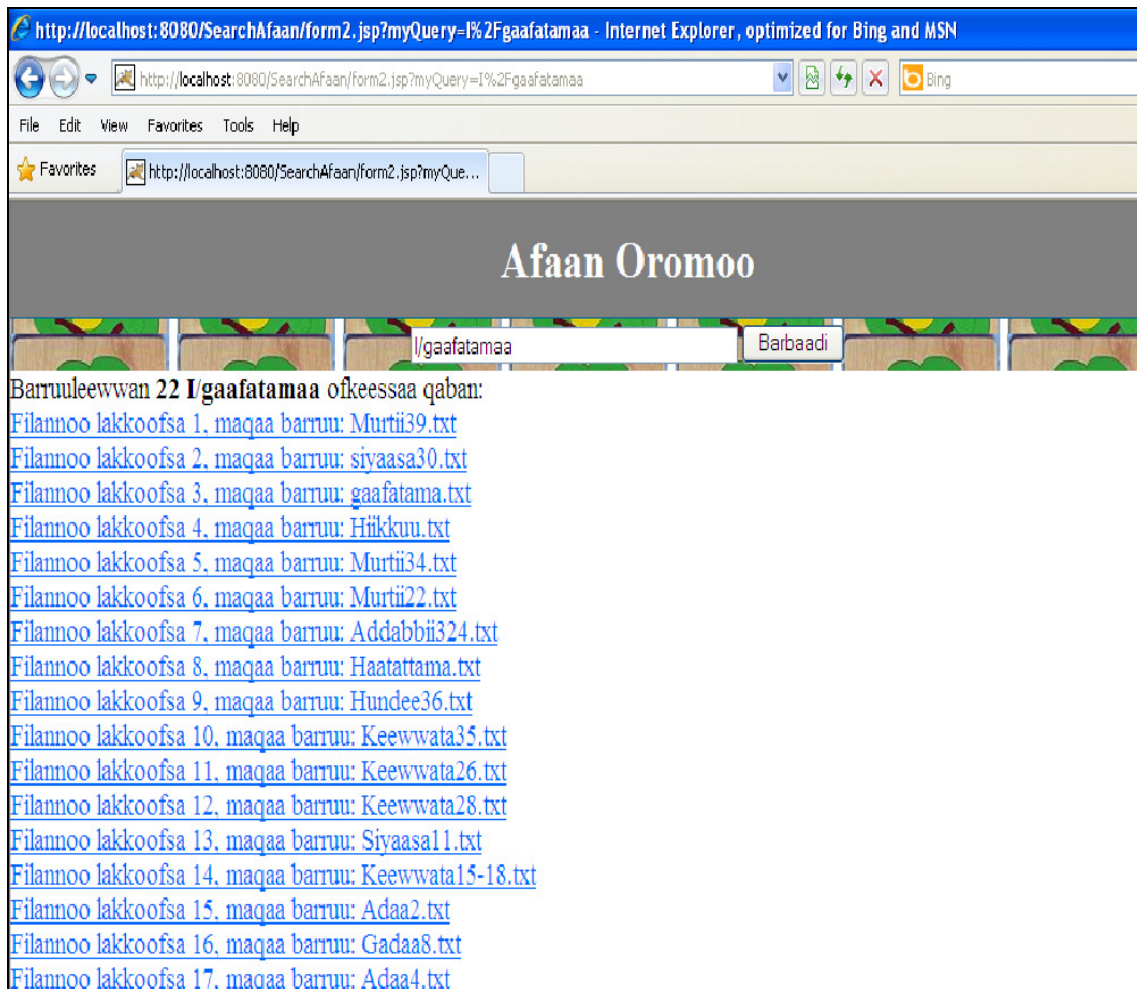 http://localhost:8080/SearchAfaan/form2.jsp?myQuery=I%2Fgaafatamaa - Internet Explorer, optimized for Bing and MSN
http://localhost:8080/SearchAfaan/form2.jsp?myQuery=I%2Fgaafatamaa Bing
File Edit View Favorites Tools Help
Favorites http://localhost:8080/SearchAfaan/form2.jsp?myQue...
Afaan Oromoo
I/gaafatamaa Barbaadi
Barruuleewwan 22 I/gaafatamaa ofkeessaa qaban:
Filannoo lakkoofsa 1, maqaa barruu: Murtii39.txt
Filannoo lakkoofsa 2, maqaa barruu: siyaasa30.txt
Filannoo lakkoofsa 3, maqaa barruu: gaafatama.txt
Filannoo lakkoofsa 4, maqaa barruu: Hiikkuu.txt
Filannoo lakkoofsa 5, maqaa barruu: Murtii34.txt
Filannoo lakkoofsa 6, maqaa barruu: Murtii22.txt
Filannoo lakkoofsa 7, maqaa barruu: Addabbii324.txt
Filannoo lakkoofsa 8, maqaa barruu: Haatattama.txt
Filannoo lakkoofsa 9, maqaa barruu: Hundee36.txt
Filannoo lakkoofsa 10, maqaa barruu: Keewwata35.txt
Filannoo lakkoofsa 11, maqaa barruu: Keewwata26.txt
Filannoo lakkoofsa 12, maqaa barruu: Keewwata28.txt
Filannoo lakkoofsa 13, maqaa barruu: Siyaasa11.txt
Filannoo lakkoofsa 14, maqaa barruu: Keewwata15-18.txt
Filannoo lakkoofsa 15, maqaa barruu: Adaa2.txt
Filannoo lakkoofsa 16, maqaa barruu: Gadaa8.txt
Filannoo lakkoofsa 17, maqaa barruu: Adaa4.txt